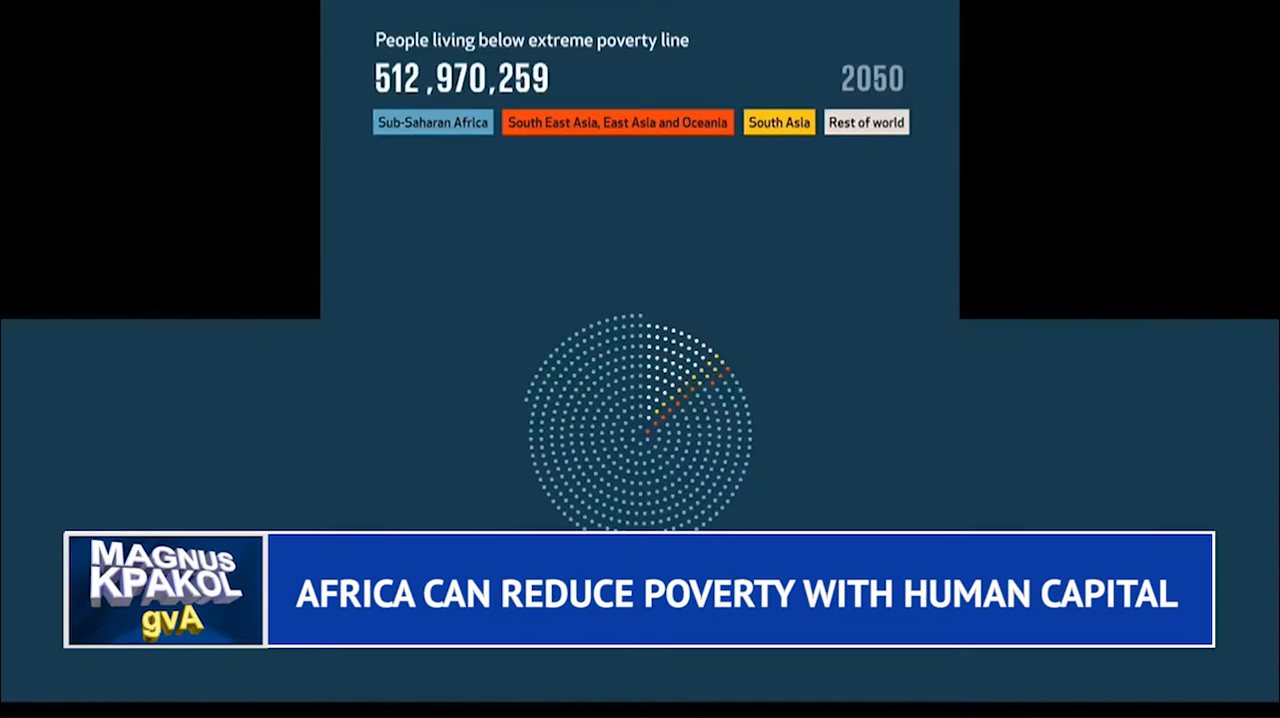 People living below extreme poverty line
512,970,259
2050
Sub-Saharan Africa
South East Asia, East Asia and Oceania
South Asia
Rest of world
MAGNUS
KPAKOL
gvA
AFRICA CAN REDUCE POVERTY WITH HUMAN CAPITAL